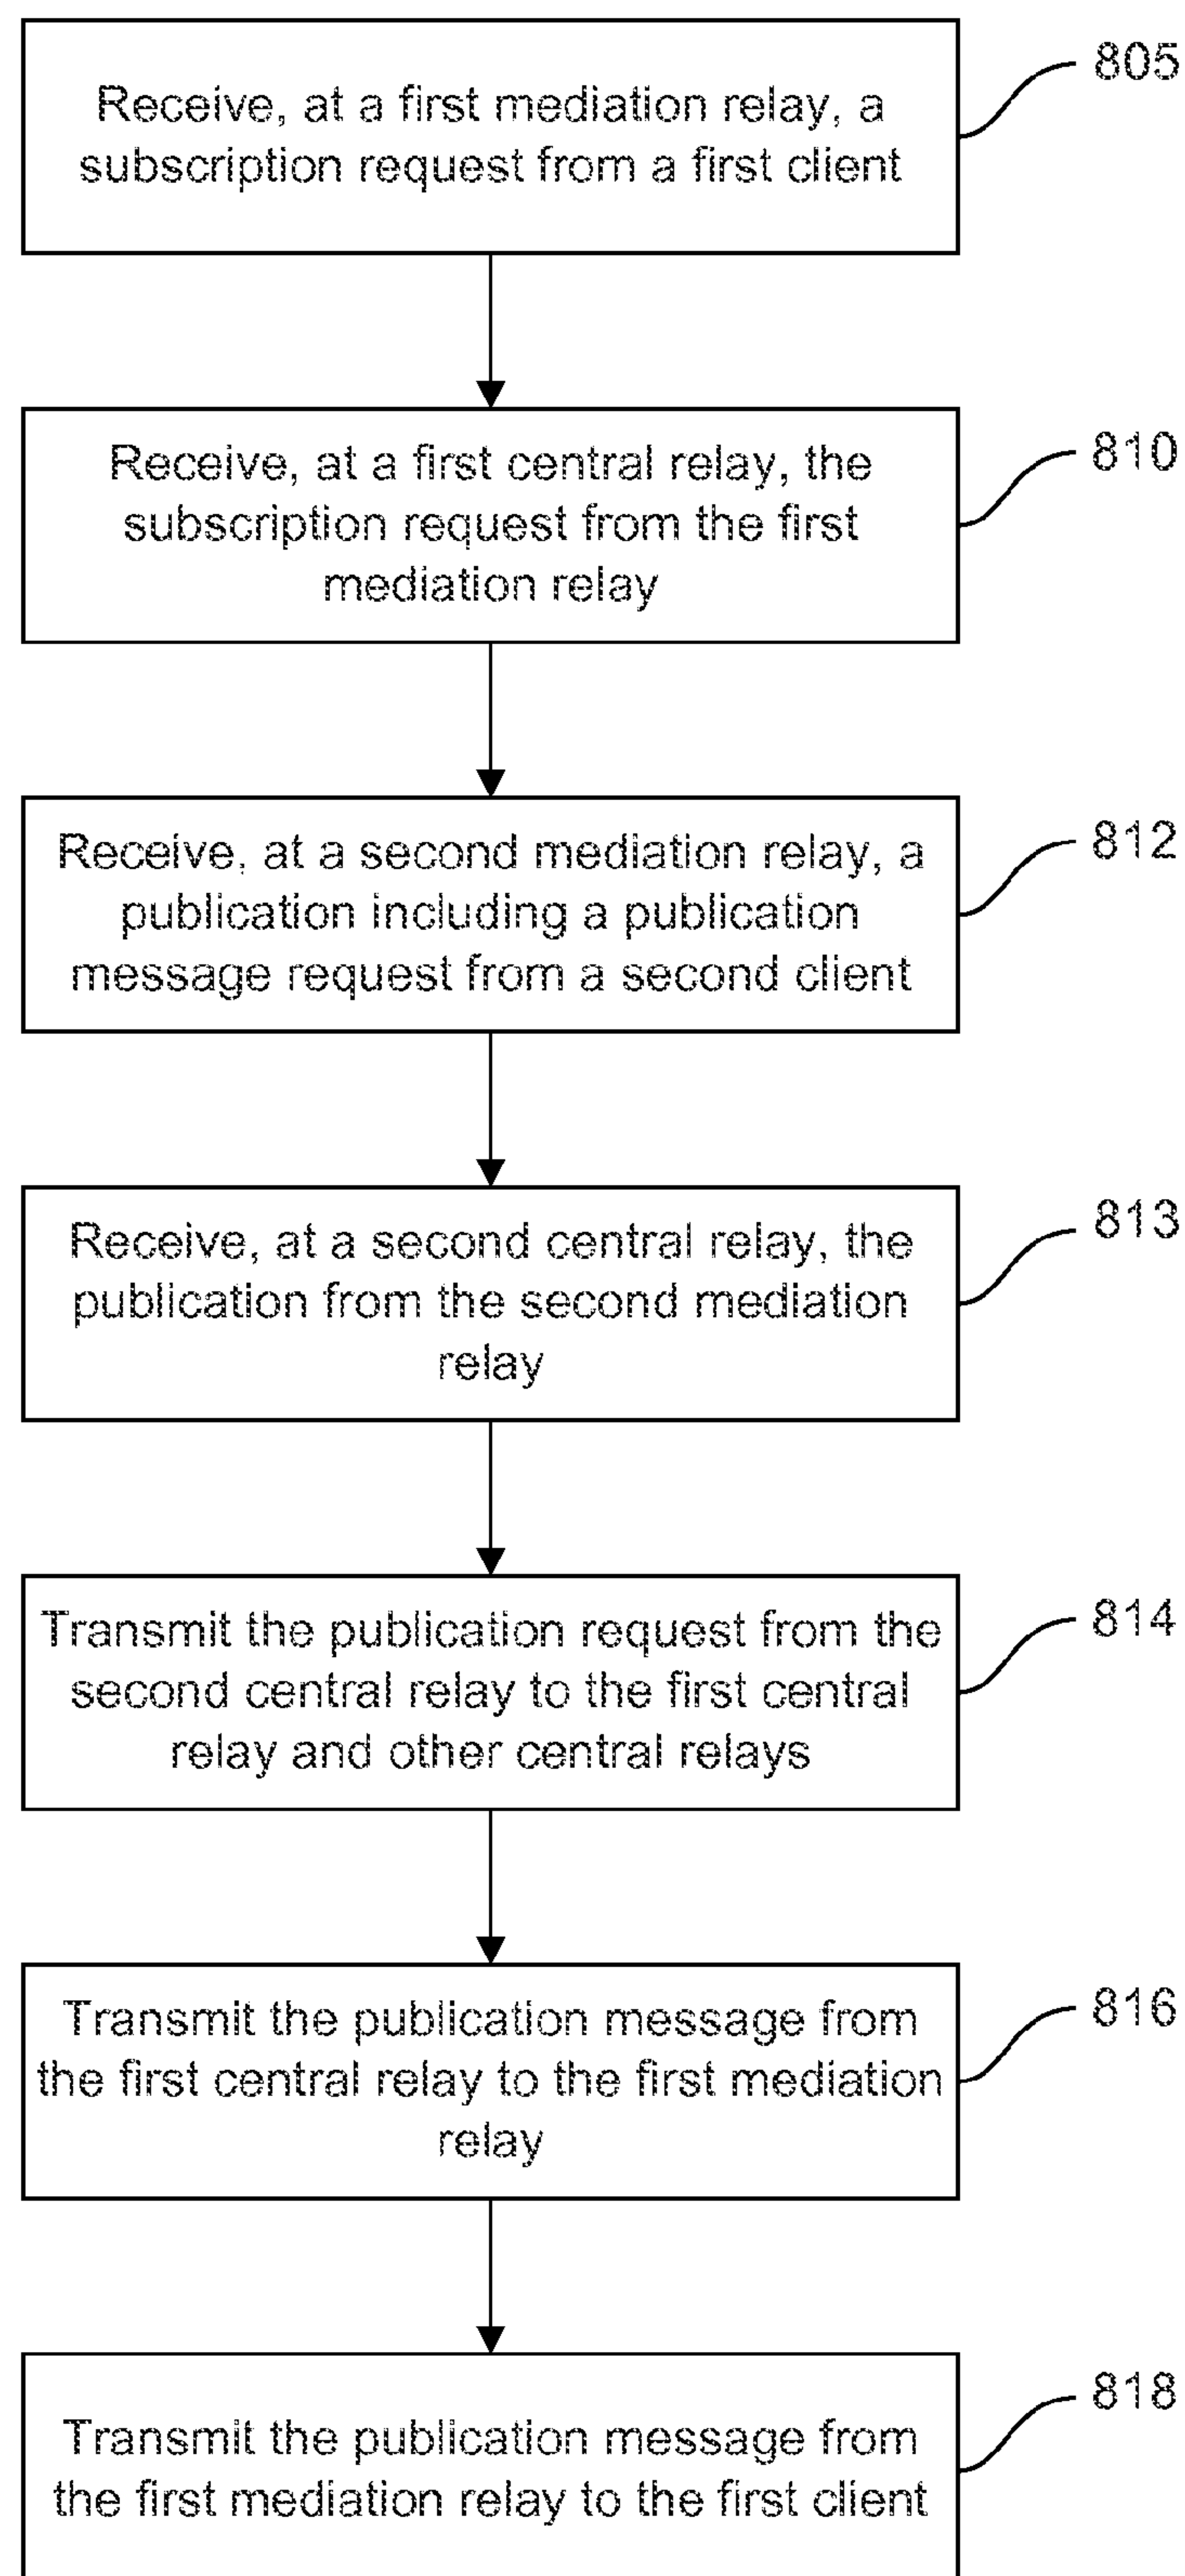 Receive, at a first mediation relay, a
subscription request from a first client
805
Receive, at a first central relay, the
subscription request from the first
mediation relay
810
Receive, at a second mediation relay, a
publication including a publication
message request from a second client
812
Receive, at a second central relay, the
publication from the second mediation
relay
813
Transmit the publication request from the
second central relay to the first central
relay and other central relays
814
Transmit the publication message from
the first central relay to the first mediation
relay
816
Transmit the publication message from
the first mediation relay to the first client
818